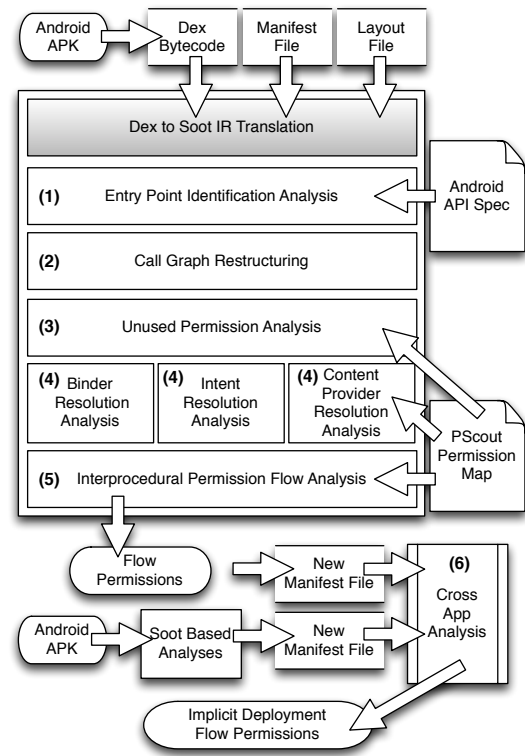 Android
APK
Dex
Bytecode
Manifest
File
Layout
File
Dex to Soot IR Translation
(1) Entry Point Identification Analysis
Android
API Spec
(2) Call Graph Restructuring
(3) Unused Permission Analysis
(4) Binder
Resolution
Analysis
(4) Intent
Resolution
Analysis
(4) Content
Provider
Resolution
Analysis
PScout
Permission
Map
(5) Interprocedural Permission Flow Analysis
Flow
Permissions
New
Manifest File
(6)
Cross
App
Analysis
Android
APK
Soot Based
Analyses
New
Manifest File
Implicit Deployment
Flow Permissions